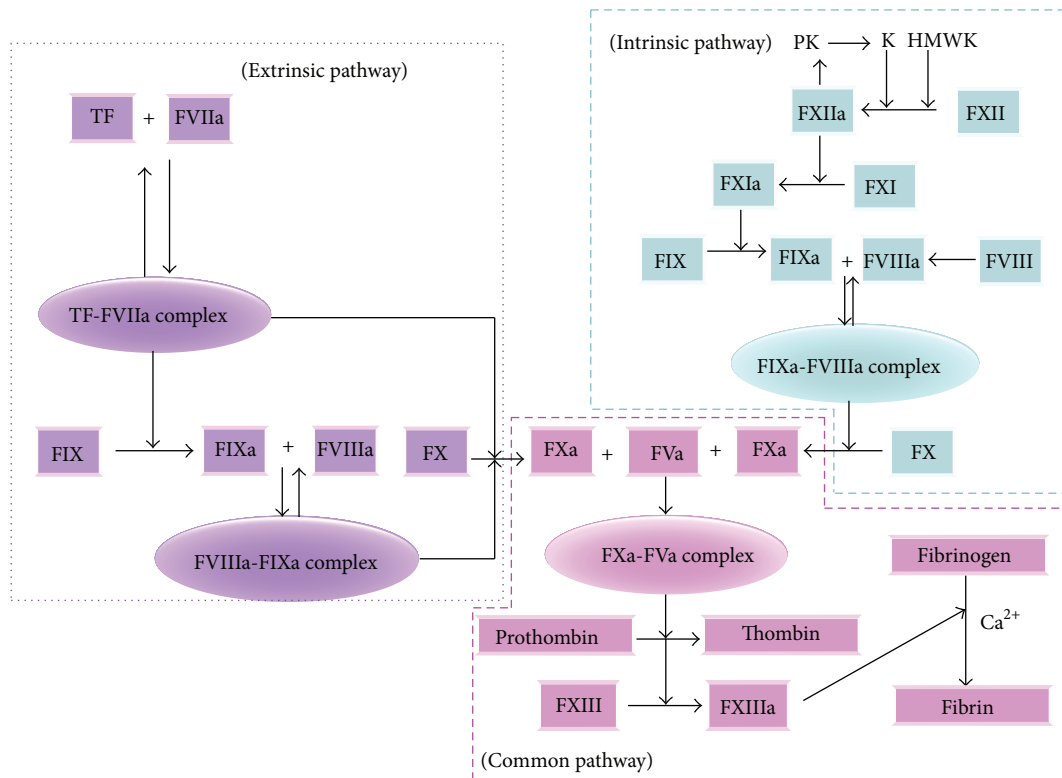 (Extrinsic pathway)
TF + FVIIa
TF-FVIIa complex
FIX FIXa + FVIIIa FX
FVIIIa-FIXa complex
(Intrinsic pathway) PK K HMWK
FXIIa FXII
FXIa FXI
FIX FIXa + FVIIIa FVIII
FIXa-FVIIIa complex
FXa + FVa + FXa FX
FXa-FVa complex
Fibrinogen
Prothombin Thombin Ca2+
FXIII FXIIIa Fibrin
(Common pathway)